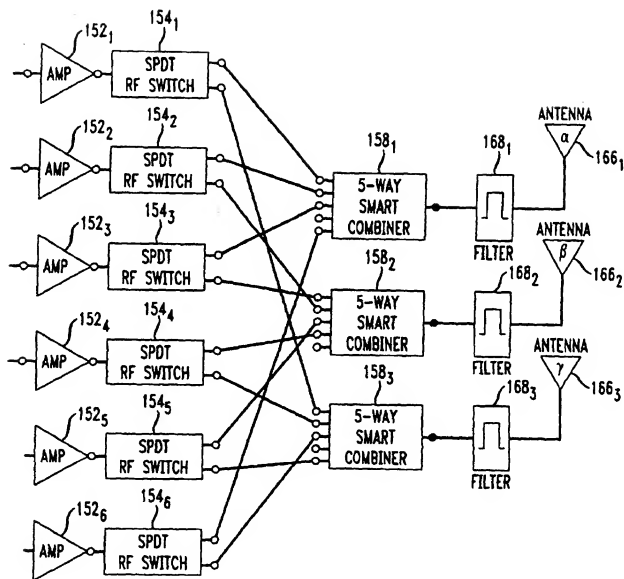 152₁
AMP
154₁
SPDT
RF SWITCH
152₂
AMP
154₂
SPDT
RF SWITCH
152₃
AMP
154₃
SPDT
RF SWITCH
152₄
AMP
154₄
SPDT
RF SWITCH
152₅
AMP
154₅
SPDT
RF SWITCH
152₆
AMP
154₆
SPDT
RF SWITCH
158₁
5-WAY
SMART
COMBINER
158₂
5-WAY
SMART
COMBINER
158₃
5-WAY
SMART
COMBINER
168₁
FILTER
168₂
FILTER
168₃
FILTER
ANTENNA
α
166₁
ANTENNA
β
166₂
ANTENNA
γ
166₃